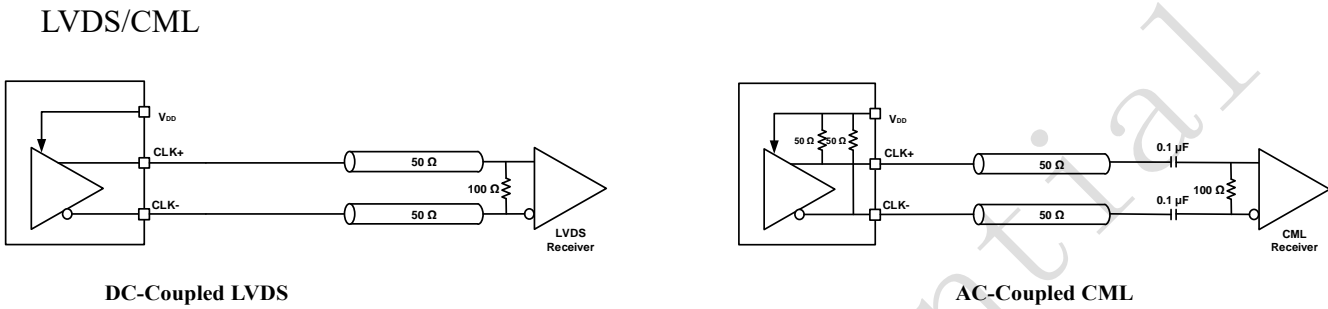 LVDS/CML
VDD
CLK+
50 Ω
100 Ω
CLK-
50 Ω
LVDS
Receiver
DC-Coupled LVDS
VDD
50 Ω 50 Ω
CLK+
0.1 µF
50 Ω
100 Ω
0.1 µF
CLK-
50 Ω
CML
Receiver
AC-Coupled CML
ntial